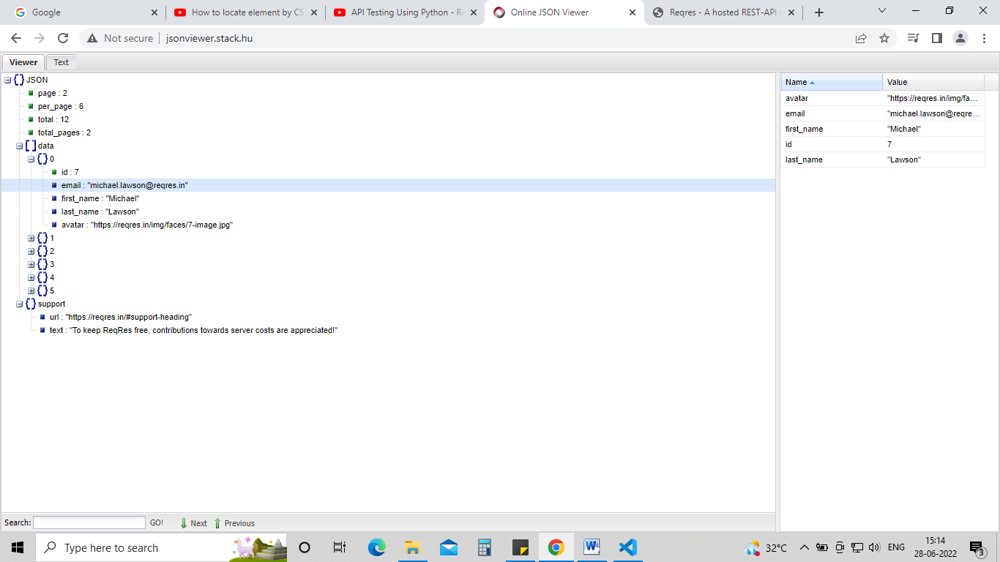 Google
How to locate element by CS
API Testing Using Python - Re
Online JSON Viewer
Reqres - A hosted REST-API r
Not secure
jsonviewer.stack.hu
Viewer
Text
JSON
page : 2
per_page : 6
total : 12
total_pages : 2
data
0
id : 7
email : "michael.lawson@reqres.in"
first_name : "Michael"
last_name : "Lawson"
avatar : "https://reqres.in/img/faces/7-image.jpg"
1
2
3
4
5
support
url : "https://reqres.in/#support-heading"
text : "To keep ReqRes free, contributions towards server costs are appreciated!"
Name Value
avatar "https://reqres.in/img/fa...
email "michael.lawson@reqre...
first_name "Michael"
id 7
last_name "Lawson"
Search: GO! Next Previous
Type here to search
32°C
ENG
15:14
28-06-2022
3